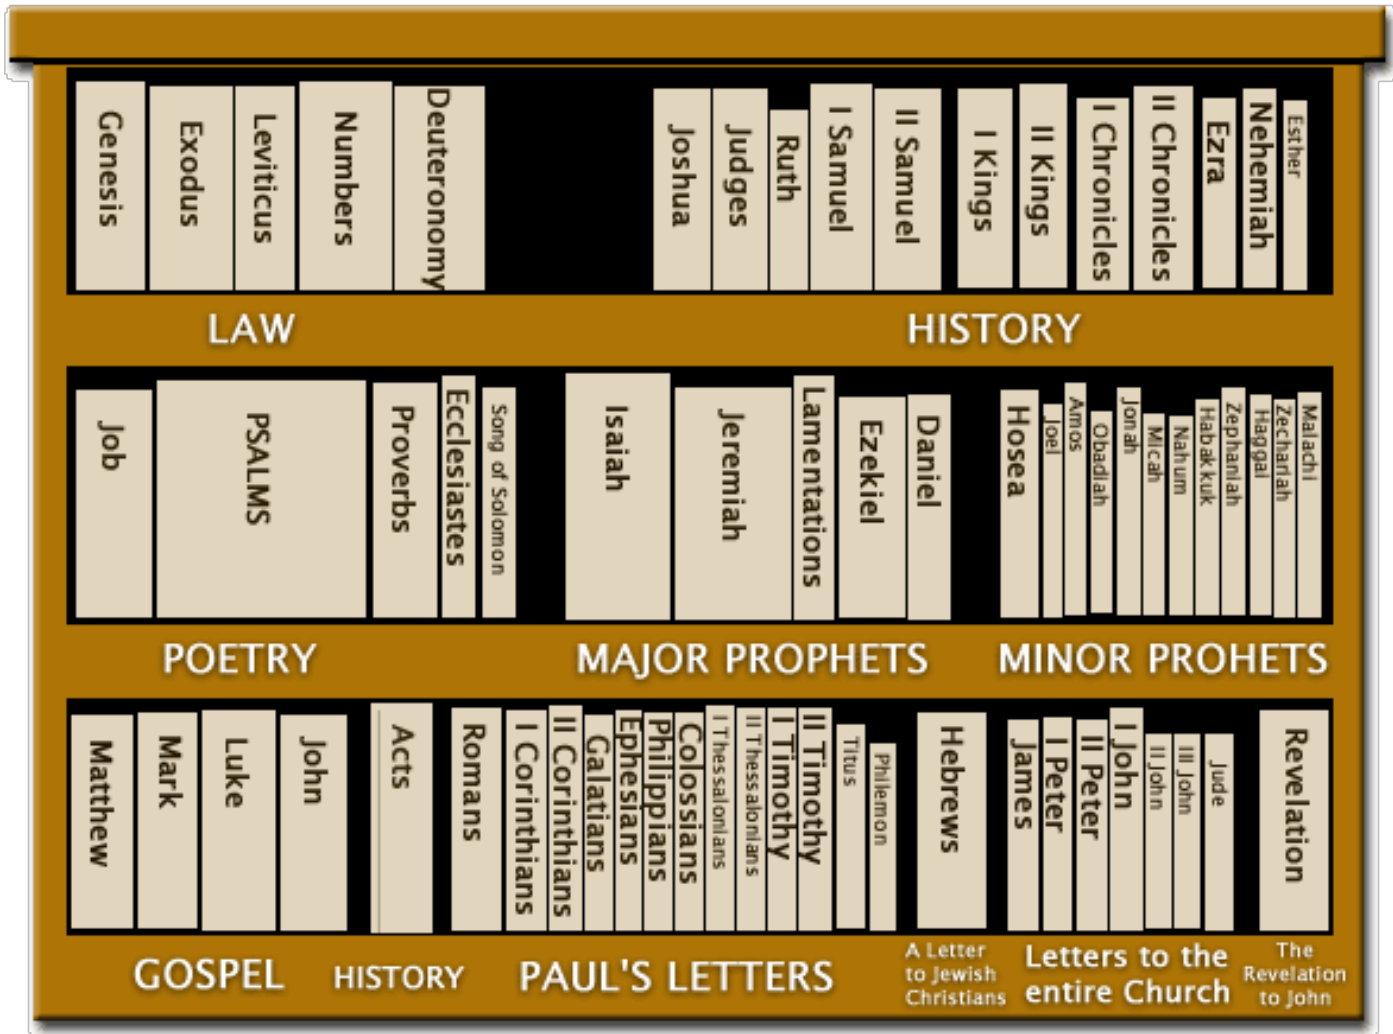 Genesis
Exodus
Leviticus
Numbers
Deuteronomy
Joshua
Judges
Ruth
I Samuel
II Samuel
I Kings
II Kings
I Chronicles
II Chronicles
Ezra
Nehemiah
Esther
LAW
HISTORY
Job
PSALMS
Proverbs
Ecclesiastes
Song of Solomon
Isaiah
Jeremiah
Lamentations
Ezekiel
Daniel
Hosea
Joel
Amos
Obadiah
Jonah
Micah
Nahum
Habakkuk
Zephaniah
Haggai
Zechariah
Malachi
POETRY
MAJOR PROPHETS
MINOR PROHETS
Matthew
Mark
Luke
John
Acts
Romans
I Corinthians
II Corinthians
Galatians
Ephesians
Philippians
Colossians
I Thessalonians
II Thessalonians
I Timothy
II Timothy
Titus
Philemon
Hebrews
James
I Peter
II Peter
I John
II John
III John
Jude
Revelation
GOSPEL
HISTORY
PAUL'S LETTERS
A Letter
to Jewish
Christians
Letters to the
entire Church
The
Revelation
to John